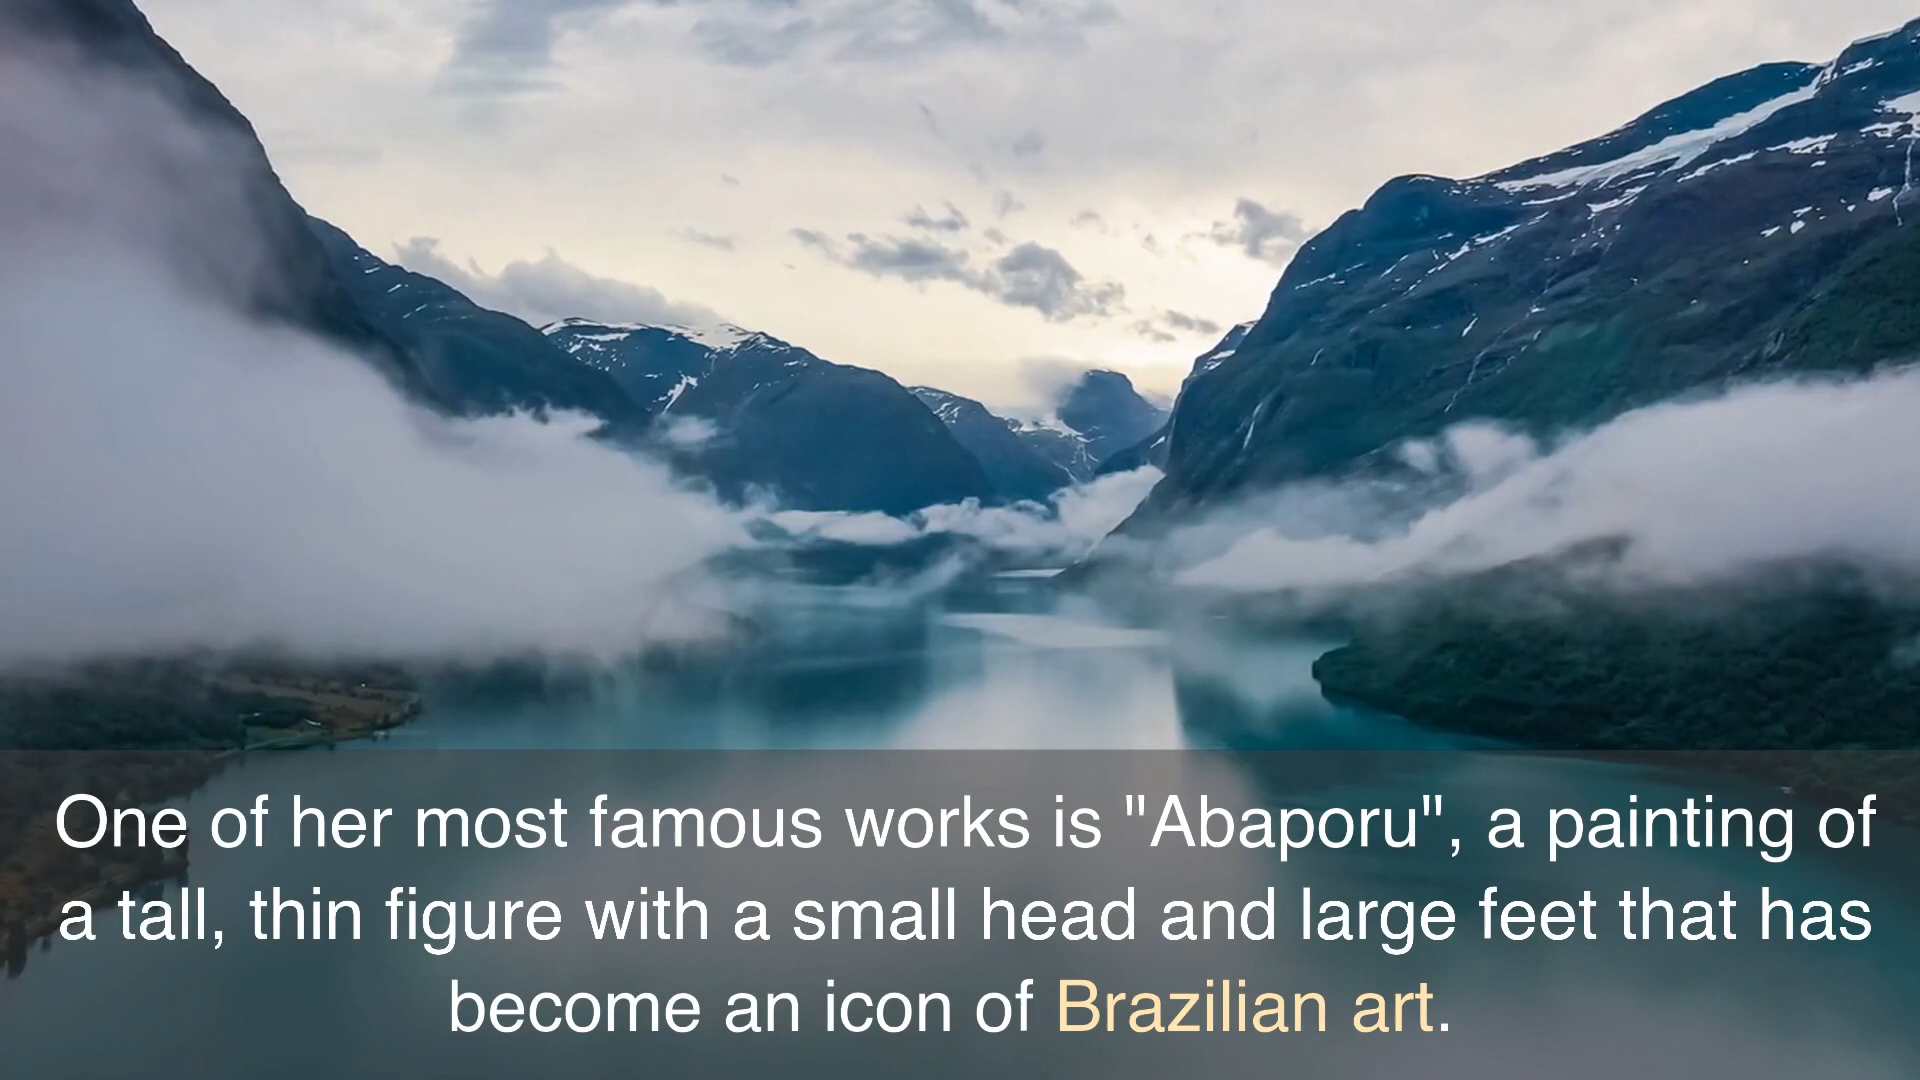 One of her most famous works is "Abaporu", a painting of
a tall, thin figure with a small head and large feet that has
become an icon of Brazilian art.